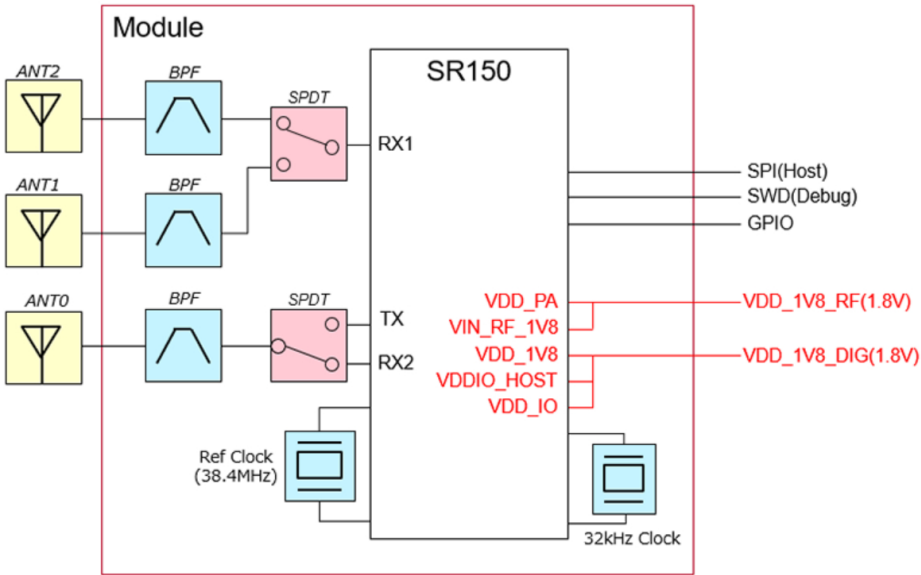 Module
SR150
ANT2
BPF
SPDT
RX1
SPI(Host)
SWD(Debug)
GPIO
ANT1
BPF
ANT0
BPF
SPDT
TX
RX2
VDD_PA
VIN_RF_1V8
VDD_1V8
VDDIO_HOST
VDD_IO
VDD_1V8_RF(1.8V)
VDD_1V8_DIG(1.8V)
Ref Clock
(38.4MHz)
32kHz Clock